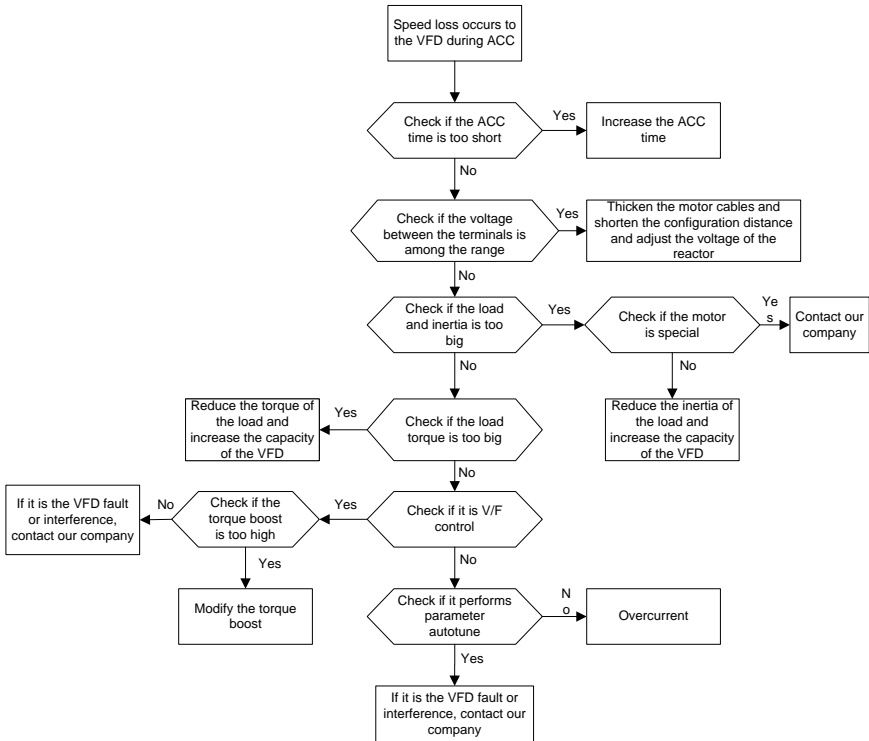 Speed loss occurs to
the VFD during ACC
Check if the ACC
time is too short
Yes
Increase the ACC
time
No
Check if the voltage
between the terminals is
among the range
Yes
Thicken the motor cables and
shorten the configuration distance
and adjust the voltage of the
reactor
No
Check if the load
and inertia is too
big
Yes
Check if the motor
is special
Ye
s
Contact our
company
No
No
Reduce the inertia of
the load and
increase the capacity
of the VFD
Check if the load
torque is too big
Yes
Reduce the torque of
the load and
increase the capacity
of the VFD
No
Check if it is V/F
control
Yes
Check if the
torque boost
is too high
No
If it is the VFD fault
or interference,
contact our company
Yes
Modify the torque
boost
No
Check if it performs
parameter
autotune
N
o
Overcurrent
Yes
If it is the VFD fault or
interference, contact our
company